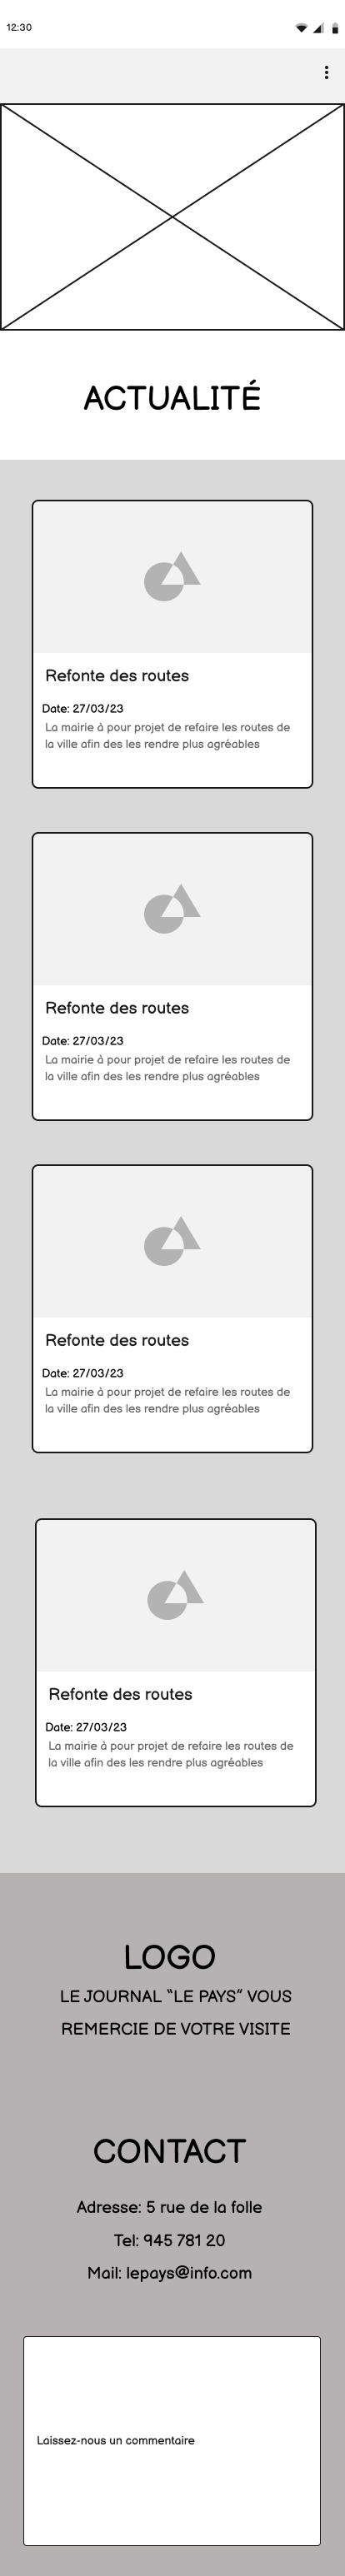 12:30
ACTUALITÉ
Refonte des routes
Date: 27/03/23
La mairie à pour projet de refaire les routes de
la ville afin des les rendre plus agréables
Refonte des routes
Date: 27/03/23
La mairie à pour projet de refaire les routes de
la ville afin des les rendre plus agréables
Refonte des routes
Date: 27/03/23
La mairie à pour projet de refaire les routes de
la ville afin des les rendre plus agréables
Refonte des routes
Date: 27/03/23
La mairie à pour projet de refaire les routes de
la ville afin des les rendre plus agréables
LOGO
LE JOURNAL “LE PAYS” VOUS
REMERCIE DE VOTRE VISITE
CONTACT
Adresse: 5 rue de la folle
Tel: 945 781 20
Mail: lepays@info.com
Laissez-nous un commentaire